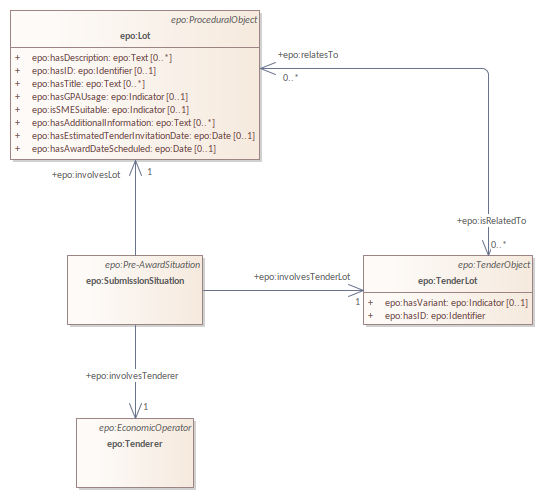 epo:ProceduralObject
epo:Lot
+ epo:hasDescription: epo:Text [0..*]
+ epo:hasID: epo:Identifier [0..1]
+ epo:hasTitle: epo:Text [0..*]
+ epo:hasGPAUsage: epo:Indicator [0..1]
+ epo:isSMESuitable: epo:Indicator [0..1]
+ epo:hasAdditionalInformation: epo:Text [0..*]
+ epo:hasEstimatedTenderInvitationDate: epo:Date [0..1]
+ epo:hasAwardDateScheduled: epo:Date [0..1]
+epo:relatesTo
0..*
+epo:involvesLot
1
+epo:isRelatedTo
0..*
epo:Pre-AwardSituation
epo:SubmissionSituation
+epo:involvesTenderLot
1
epo:TenderObject
epo:TenderLot
+ epo:hasVariant: epo:Indicator [0..1]
+ epo:hasID: epo:Identifier
+epo:involvesTenderer
1
epo:EconomicOperator
epo:Tenderer